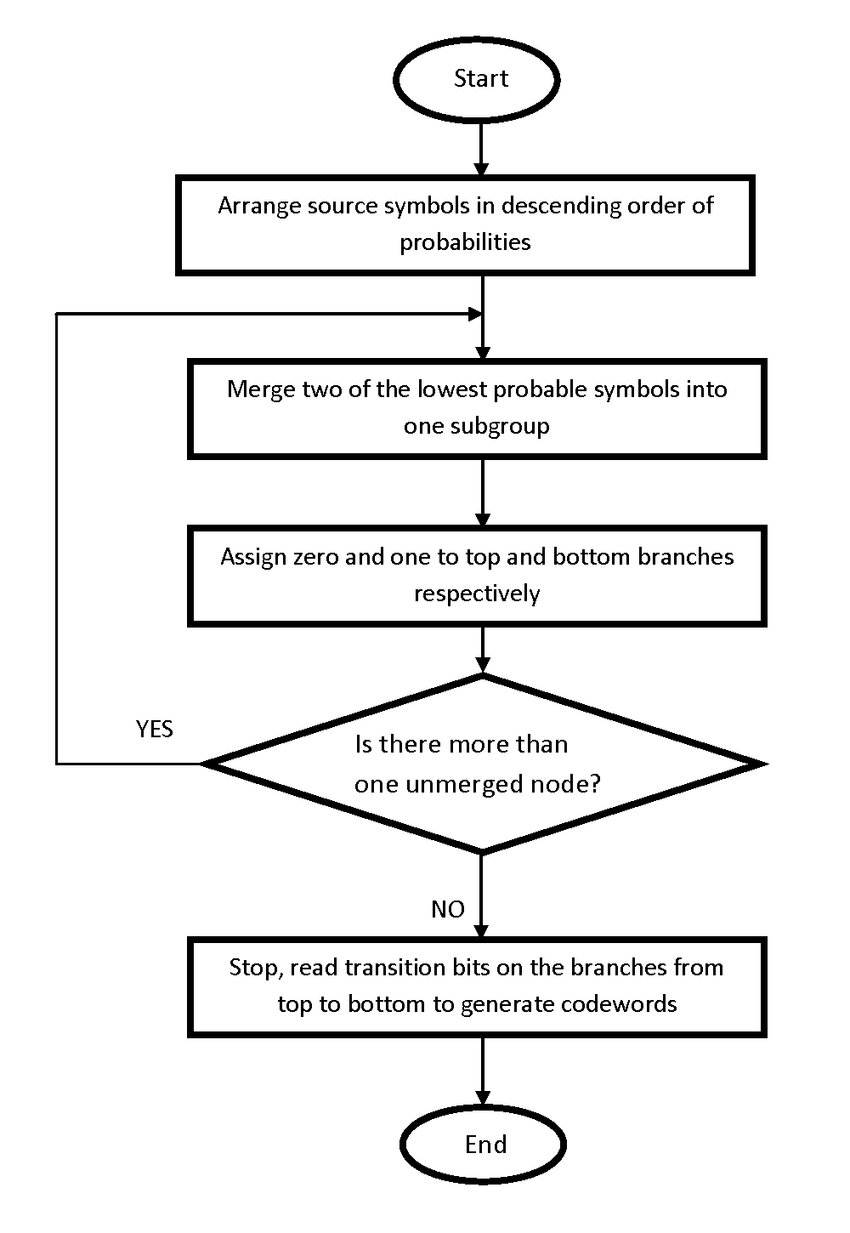 Start
Arrange source symbols in descending order of
probabilities
Merge two of the lowest probable symbols into
one subgroup
Assign zero and one to top and bottom branches
respectively
YES
Is there more than
one unmerged node?
NO
Stop, read transition bits on the branches from
top to bottom to generate codewords
End